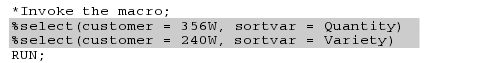 *Invoke the macro;
%select(customer = 356W, sortvar = Quantity)
%select(customer = 240W, sortvar = Variety)
RUN;